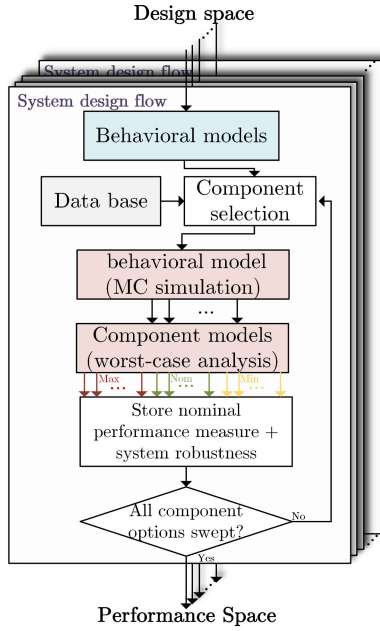 Design space
System design flow
System design flow
Behavioral models
Data base
Component
selection
behavioral model
(MC simulation)
...
Component models
(worst-case analysis)
Max
Nom
Min
...
...
...
Store nominal
performance measure +
system robustness
All component
options swept?
No
Yes
Performance Space